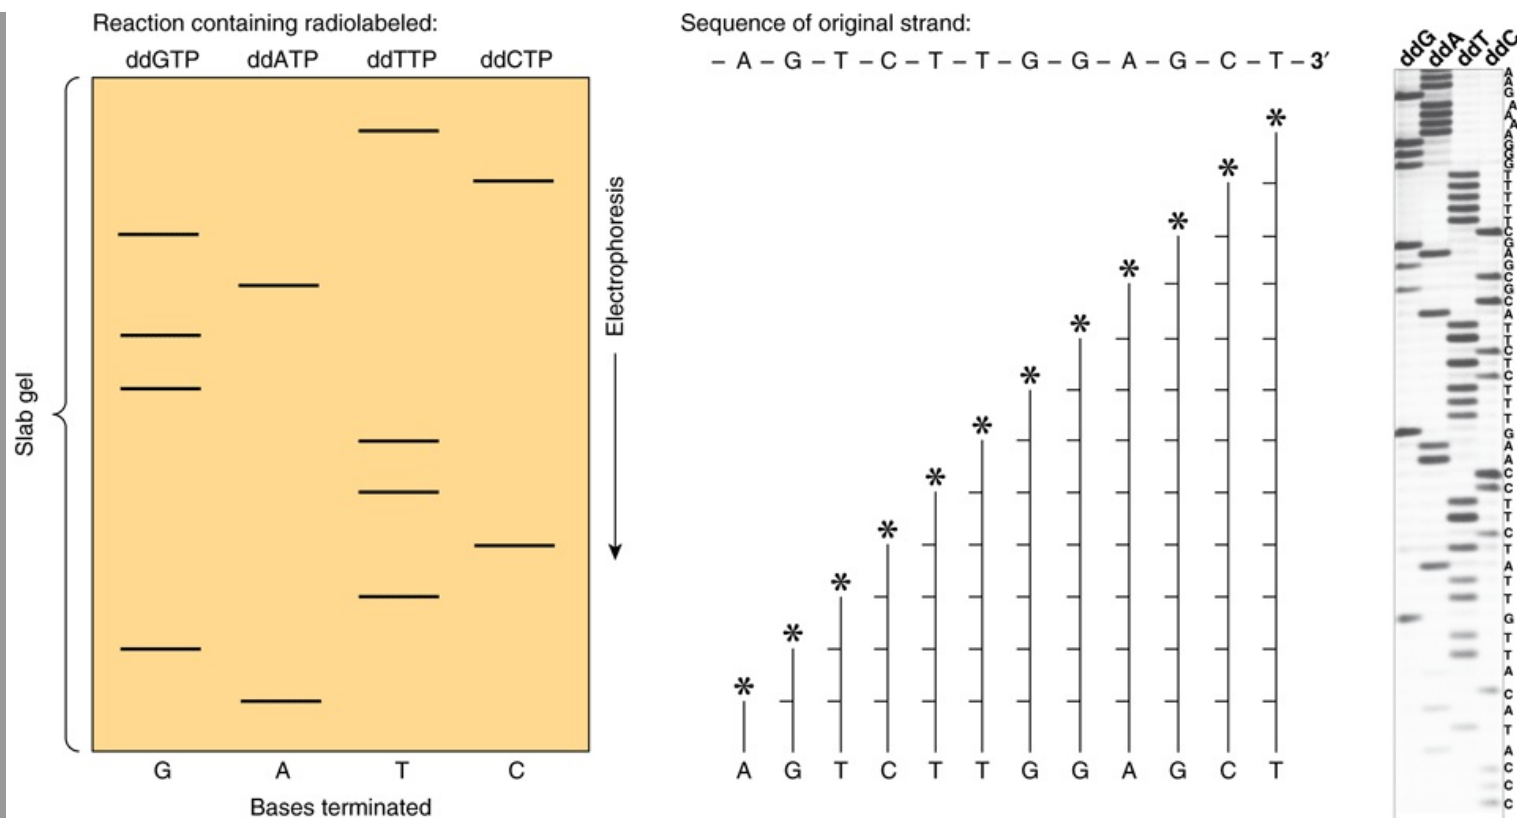 Reaction containing radiolabeled:
ddGTP ddATP ddTTP ddCTP
Slab gel
Electrophoresis
G A T C
Bases terminated
Sequence of original strand:
– A – G – T – C – T – T – G – G – A – G – C – T – 3′
* * * * * * * * * * * *
A G T C T T G G A G C T
ddG ddA ddT ddC
A
A
G
A
A
A
A
G
G
G
T
T
T
T
T
C
G
A
G
C
G
C
A
T
T
C
T
C
T
T
T
G
A
A
C
C
T
T
C
T
A
T
T
G
T
T
A
C
A
T
A
C
C
C